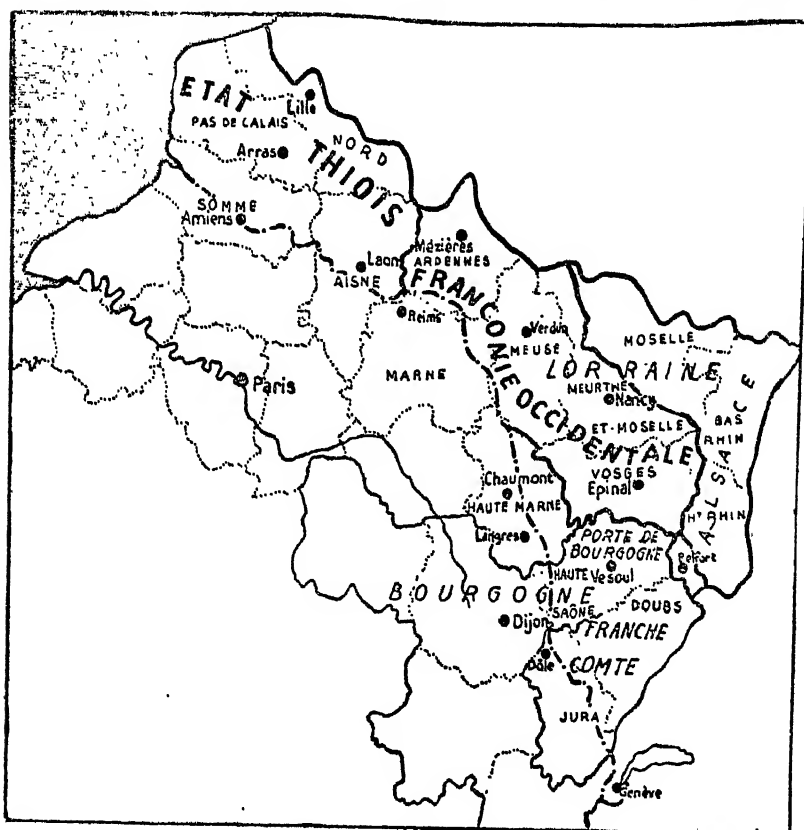 ETAT
Lille
PAS DE CALAIS
NORD
Arras
THIOIS
SOMME
Amiens
Mézières
ARDENNES
Laon
AISNE
FRANCONIE OCCIDENTALE
Reims
Verdun
MEUSE
MOSELLE
LORRAINE
MARNE
MEURTHE
Nancy
Paris
ALSACE
BAS
RHIN
ET-MOSELLE
VOSGES
Epinal
Chaumont
HAUTE MARNE
HT RHIN
Langres
PORTE DE
BOURGOGNE
Belfort
HAUTE
Vesoul
BOURGOGNE
SAÔNE
DOUBS
Dijon
FRANCHE
Dôle
COMTE
JURA
Genève